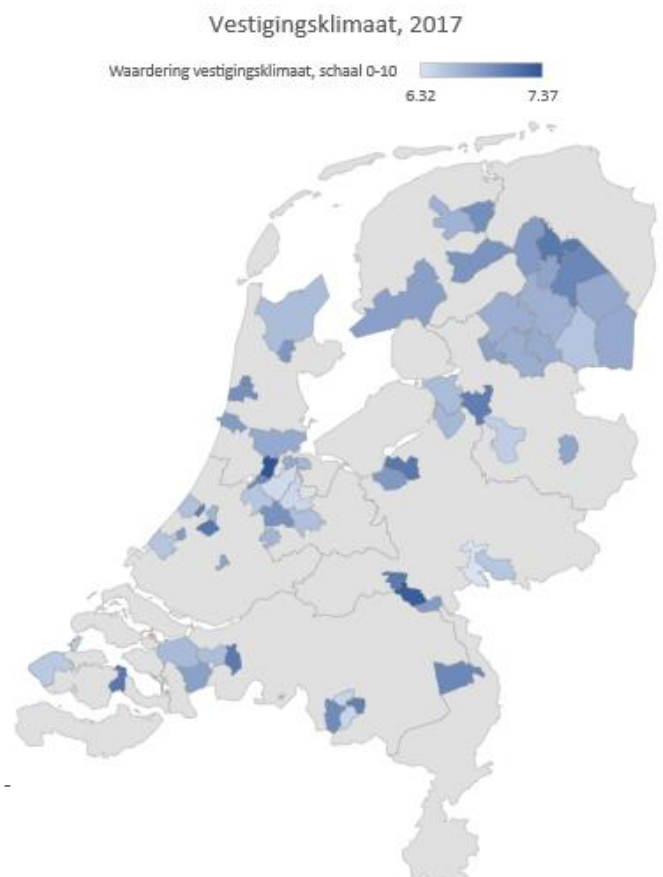 Vestigingsklimaat, 2017
Waardering vestigingsklimaat, schaal 0-10
6.32 7.37
-